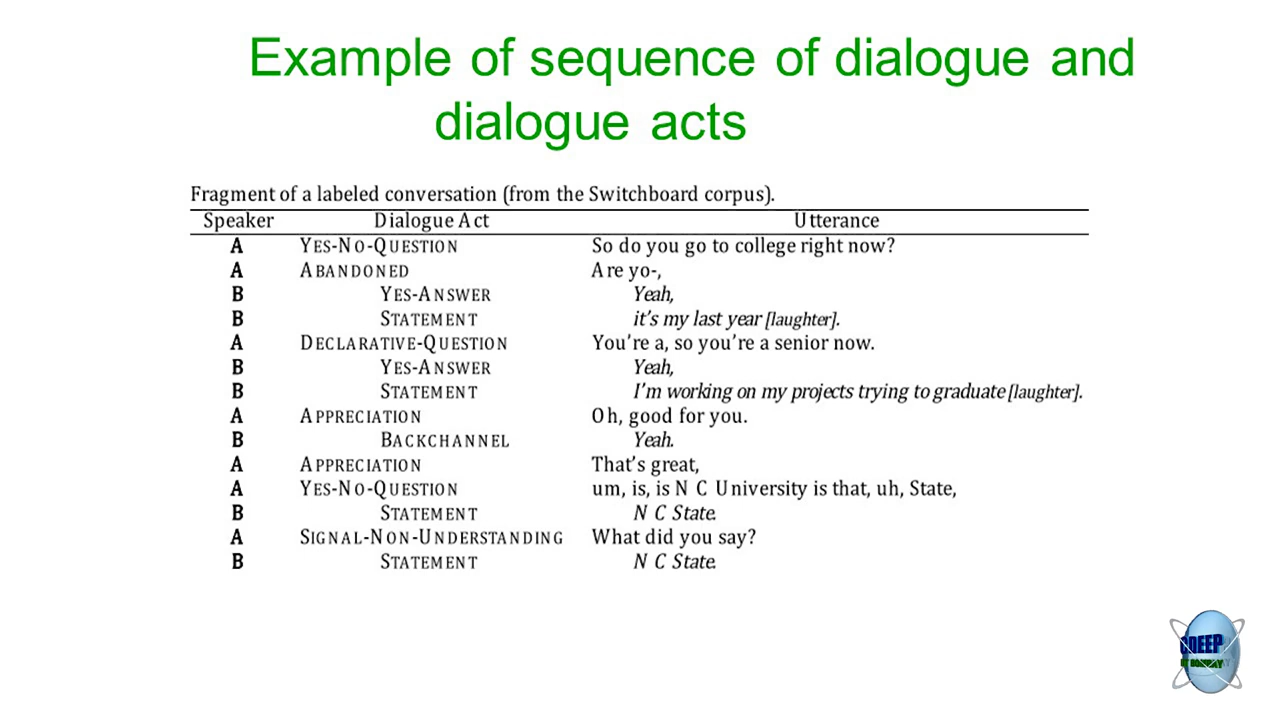 Example of sequence of dialogue and
dialogue acts
Fragment of a labeled conversation (from the Switchboard corpus).
Speaker Dialogue Act Utterance
A YES-NO-QUESTION So do you go to college right now?
A ABANDONED Are yo-,
B YES-ANSWER Yeah,
B STATEMENT it's my last year [laughter].
A DECLARATIVE-QUESTION You're a, so you're a senior now.
B YES-ANSWER Yeah,
B STATEMENT I'm working on my projects trying to graduate [laughter].
A APPRECIATION Oh, good for you.
B BACKCHANNEL Yeah.
A APPRECIATION That's great,
A YES-NO-QUESTION um, is, is N C University is that, uh, State,
B STATEMENT N C State.
A SIGNAL-NON-UNDERSTANDING What did you say?
B STATEMENT N C State.
CDEEP
IIT BOMBAY